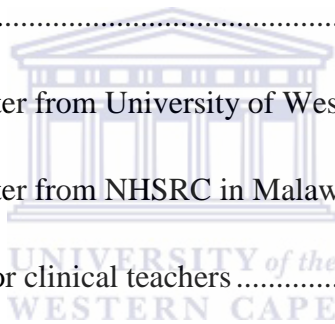 ................................................
ter from University of Wes
ter from NHSRC in Malaw
UNIVERSITY of the
or clinical teachers ..................
WESTERN CAPE